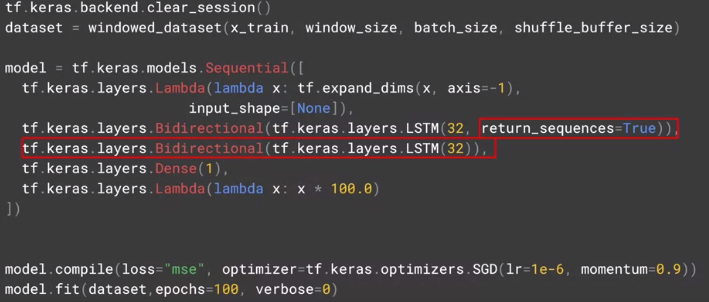 tf.keras.backend.clear_session()
dataset = windowed_dataset(x_train, window_size, batch_size, shuffle_buffer_size)
model = tf.keras.models.Sequential([
tf.keras.layers.Lambda(lambda x: tf.expand_dims(x, axis=-1),
input_shape=[None]),
tf.keras.layers.Bidirectional(tf.keras.layers.LSTM(32, return_sequences=True)),
tf.keras.layers.Bidirectional(tf.keras.layers.LSTM(32)),
tf.keras.layers.Dense(1),
tf.keras.layers.Lambda(lambda x: x * 100.0)
])
model.compile(loss="mse", optimizer=tf.keras.optimizers.SGD(lr=1e-6, momentum=0.9))
model.fit(dataset,epochs=100, verbose=0)